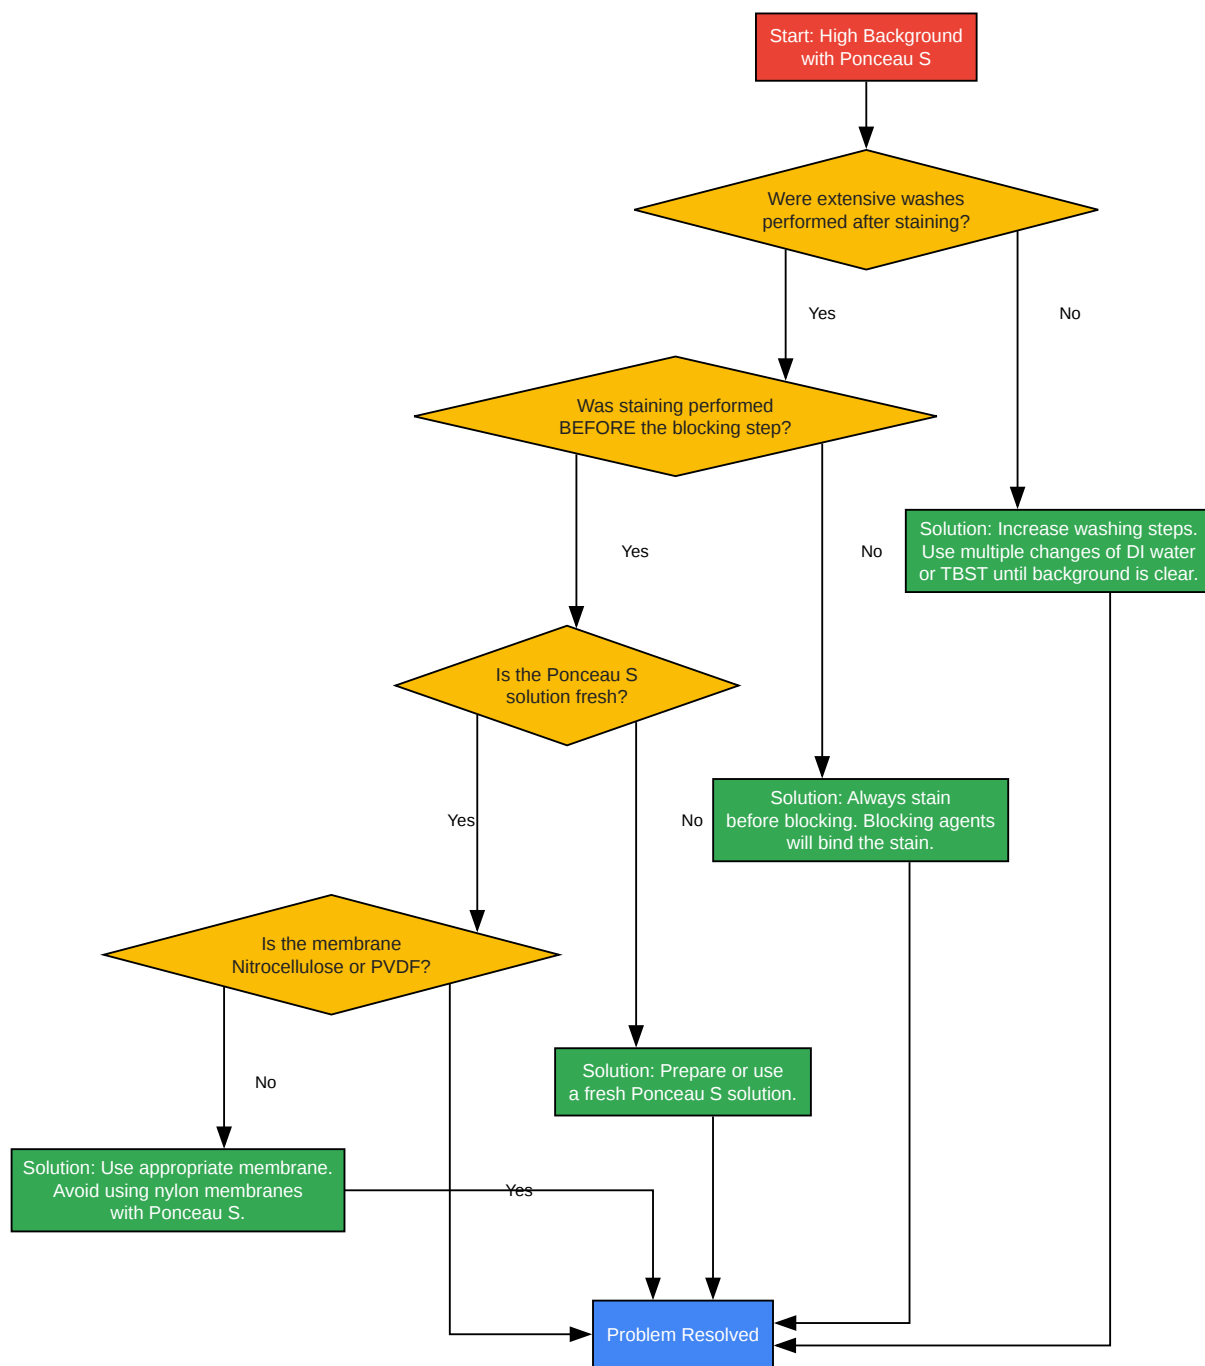 Start: High Background
with Ponceau S
Were extensive washes
performed after staining?
Yes
No
Was staining performed
BEFORE the blocking step?
Yes
No
Solution: Increase washing steps.
Use multiple changes of DI water
or TBST until background is clear.
Is the Ponceau S
solution fresh?
Yes
No
Solution: Always stain
before blocking. Blocking agents
will bind the stain.
Is the membrane
Nitrocellulose or PVDF?
No
Solution: Prepare or use
a fresh Ponceau S solution.
Solution: Use appropriate membrane.
Avoid using nylon membranes
with Ponceau S.
Yes
Problem Resolved